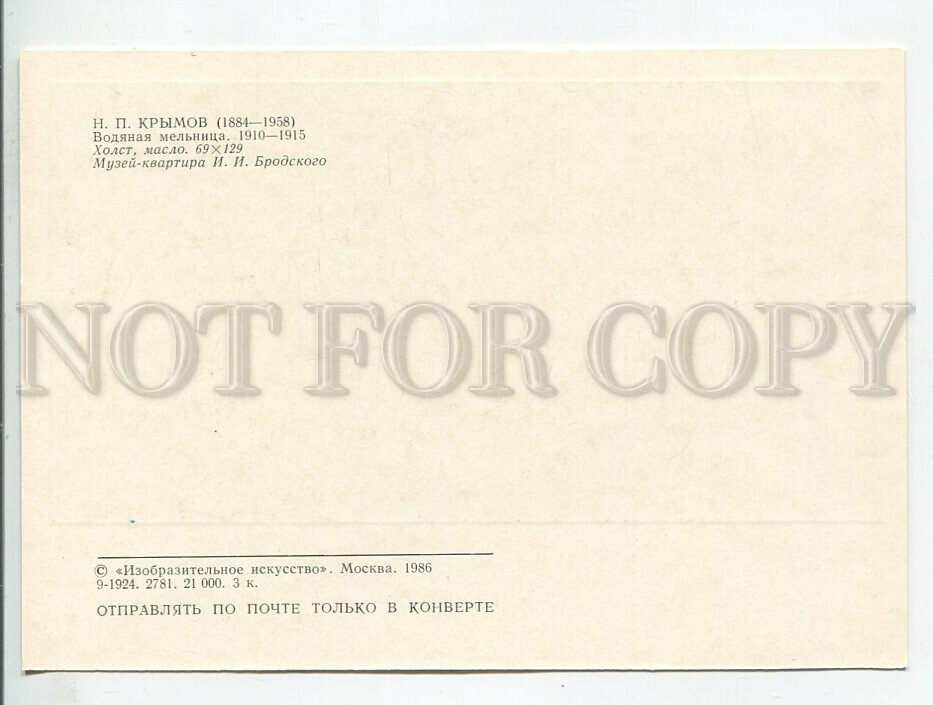 Н. П. КРЫМОВ (1884—1958)
Водяная мельница. 1910—1915
Холст, масло. 69×129
Музей-квартира И. И. Бродского
NOT FOR COPY
© «Изобразительное искусство». Москва. 1986
9-1924. 2781. 21 000. 3 к.
ОТПРАВЛЯТЬ ПО ПОЧТЕ ТОЛЬКО В КОНВЕРТЕ